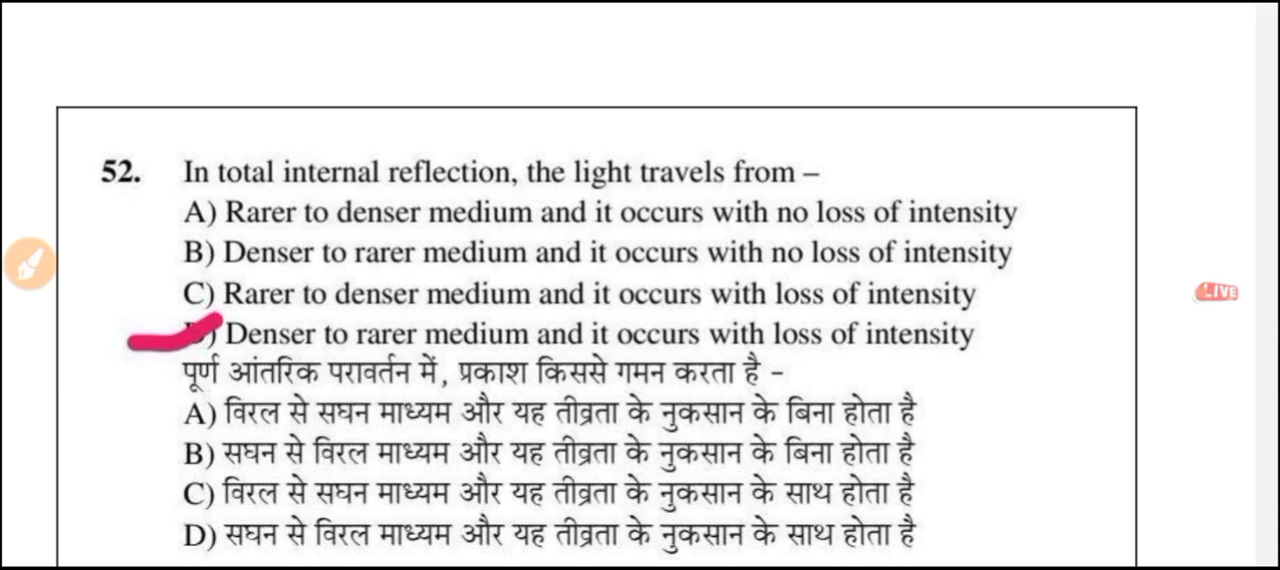 52. In total internal reflection, the light travels from –
A) Rarer to denser medium and it occurs with no loss of intensity
B) Denser to rarer medium and it occurs with no loss of intensity
C) Rarer to denser medium and it occurs with loss of intensity
D) Denser to rarer medium and it occurs with loss of intensity
पूर्ण आंतरिक परावर्तन में, प्रकाश किससे गमन करता है -
A) विरल से सघन माध्यम और यह तीव्रता के नुकसान के बिना होता है
B) सघन से विरल माध्यम और यह तीव्रता के नुकसान के बिना होता है
C) विरल से सघन माध्यम और यह तीव्रता के नुकसान के साथ होता है
D) सघन से विरल माध्यम और यह तीव्रता के नुकसान के साथ होता है
LIVE